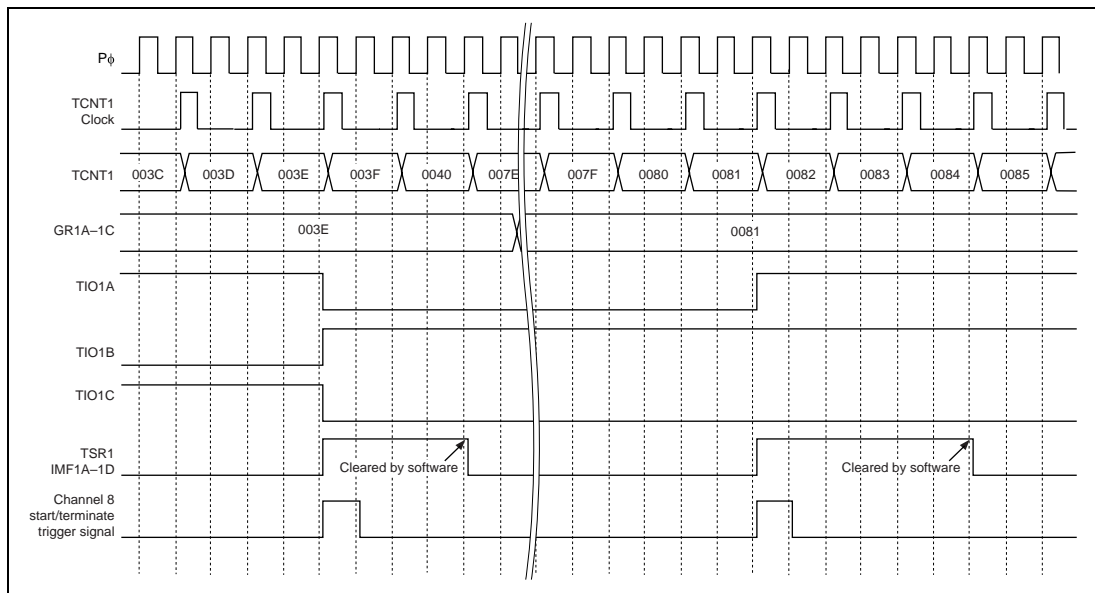 Pϕ
TCNT1
Clock
TCNT1
003C 003D 003E 003F 0040 007E 007F 0080 0081 0082 0083 0084 0085
GR1A–1C
003E 0081
TIO1A
TIO1B
TIO1C
TSR1
IMF1A–1D
Cleared by software Cleared by software
Channel 8
start/terminate
trigger signal